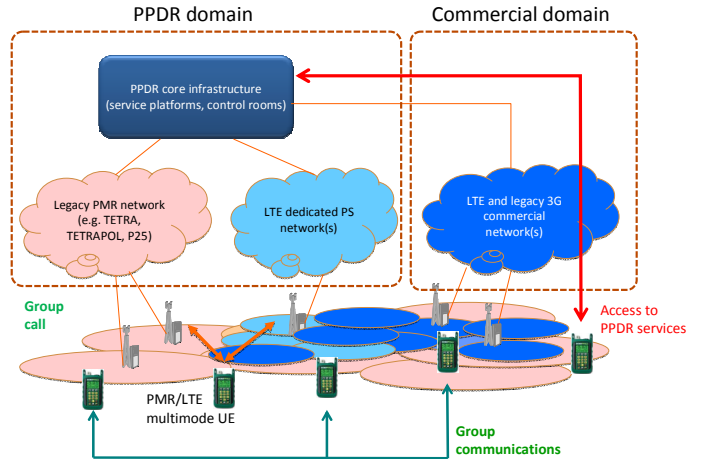 PPDR domain
Commercial domain
PPDR core infrastructure
(service platforms, control rooms)
Legacy PMR network
(e.g. TETRA,
TETRAPOL, P25)
LTE dedicated PS
network(s)
LTE and legacy 3G
commercial
network(s)
Group
call
Access to
PPDR services
PMR/LTE
multimode UE
Group
communications